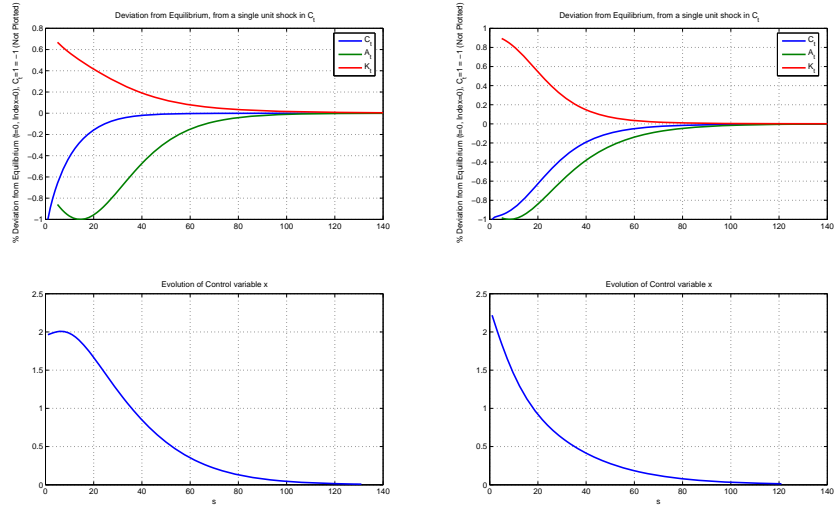 Deviation from Equilibrium, from a single unit shock in C_t
% Deviation from Equilibrium (t=0, Index=0), C_t=1 = −1 (Not Plotted)
0.8
0.6
0.4
0.2
0
−0.2
−0.4
−0.6
−0.8
−1
0 20 40 60 80 100 120 140
C_t
A_t
K_t
Deviation from Equilibrium, from a single unit shock in C_t
% Deviation from Equilibrium (t=0, Index=0), C_t=1 = −1 (Not Plotted)
1
0.8
0.6
0.4
0.2
0
−0.2
−0.4
−0.6
−0.8
−1
0 20 40 60 80 100 120 140
C_t
A_t
K_t
Evolution of Control variable x
2.5
2
1.5
1
0.5
0
0 20 40 60 80 100 120 140
s
Evolution of Control variable x
2.5
2
1.5
1
0.5
0
0 20 40 60 80 100 120 140
s